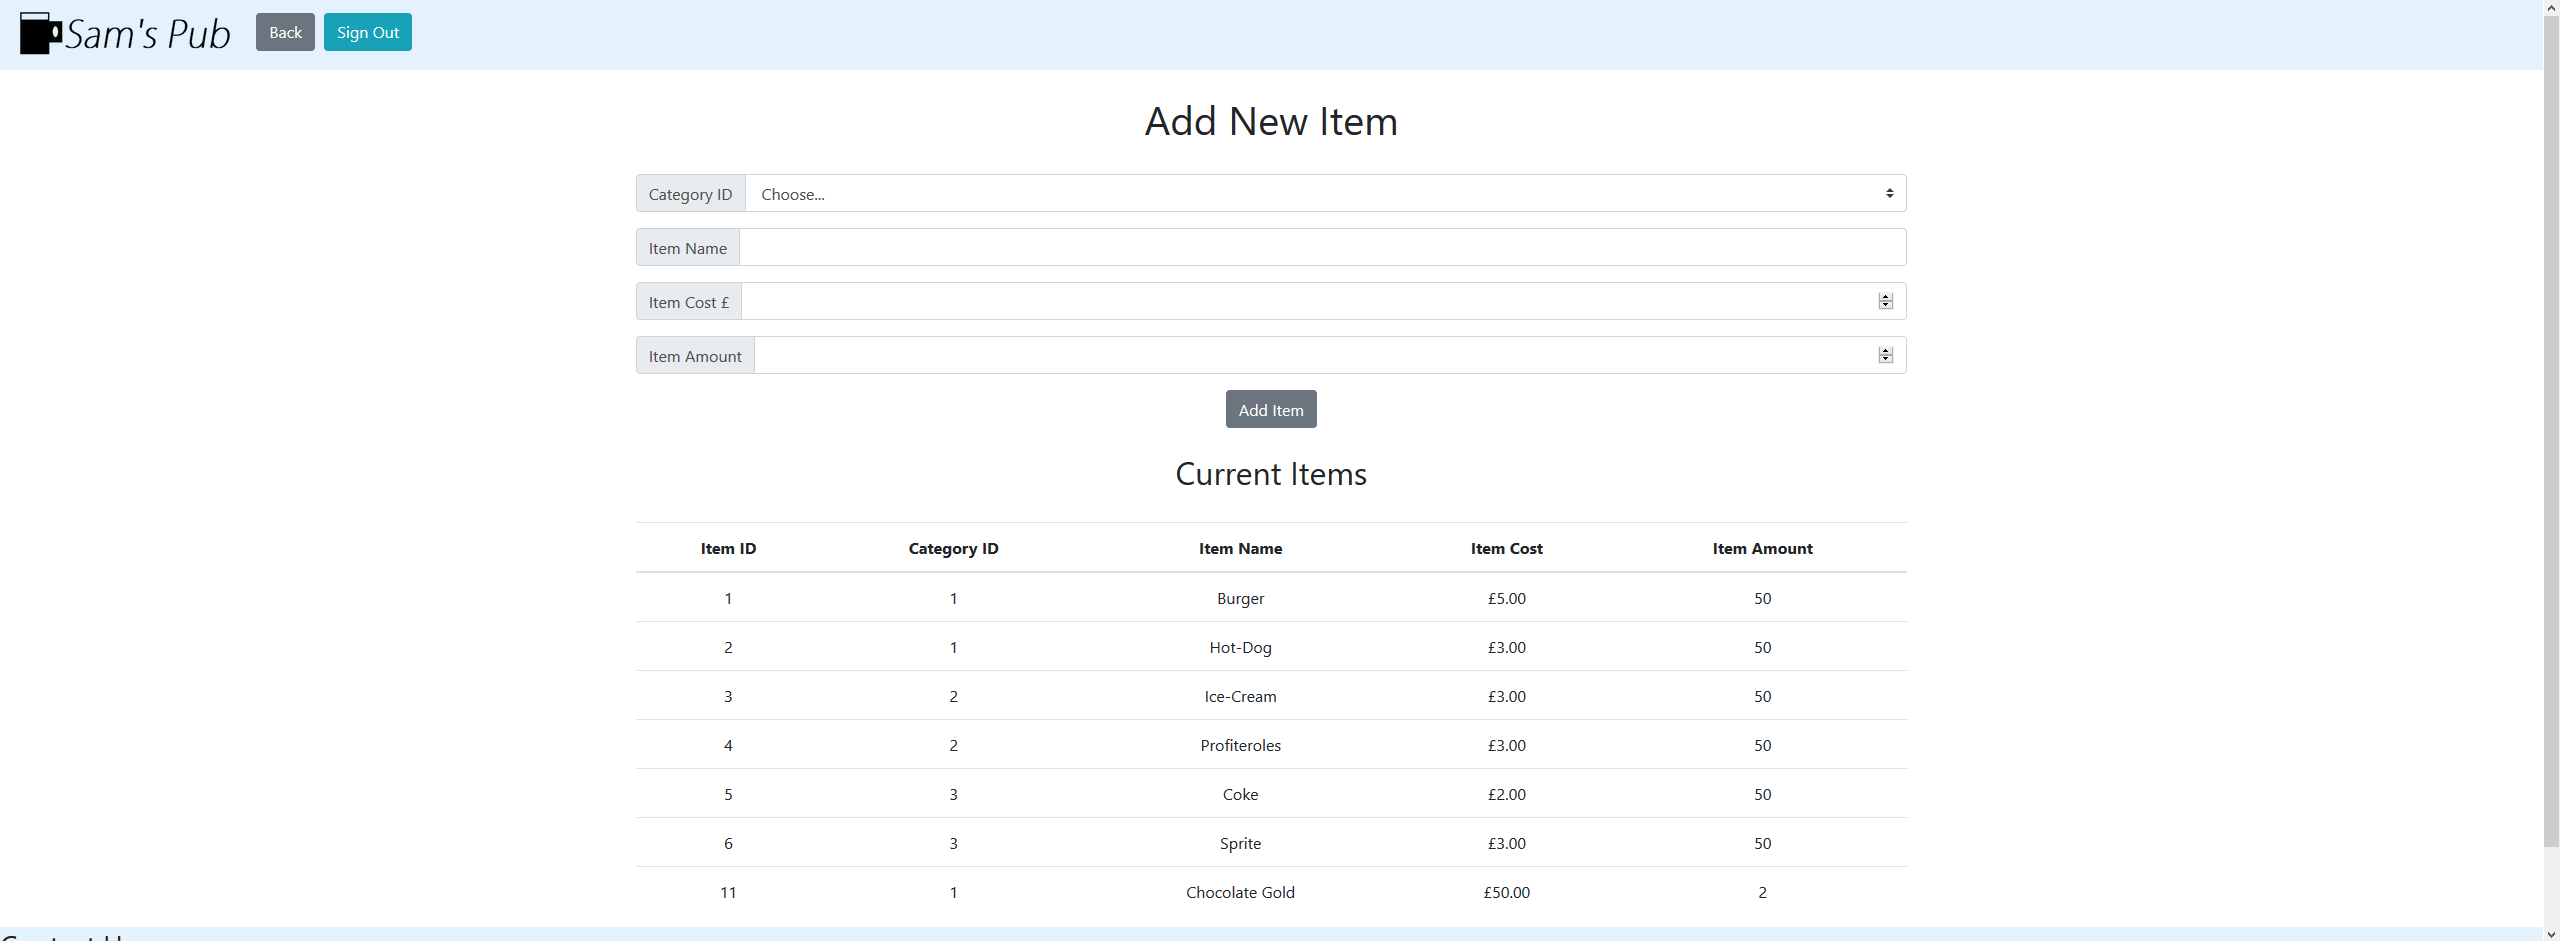 Sam's Pub Back Sign Out
Add New Item
Category ID Choose...
Item Name
Item Cost £
Item Amount
Add Item
Current Items
Item ID Category ID Item Name Item Cost Item Amount
1 1 Burger £5.00 50
2 1 Hot-Dog £3.00 50
3 2 Ice-Cream £3.00 50
4 2 Profiteroles £3.00 50
5 3 Coke £2.00 50
6 3 Sprite £3.00 50
11 1 Chocolate Gold £50.00 2